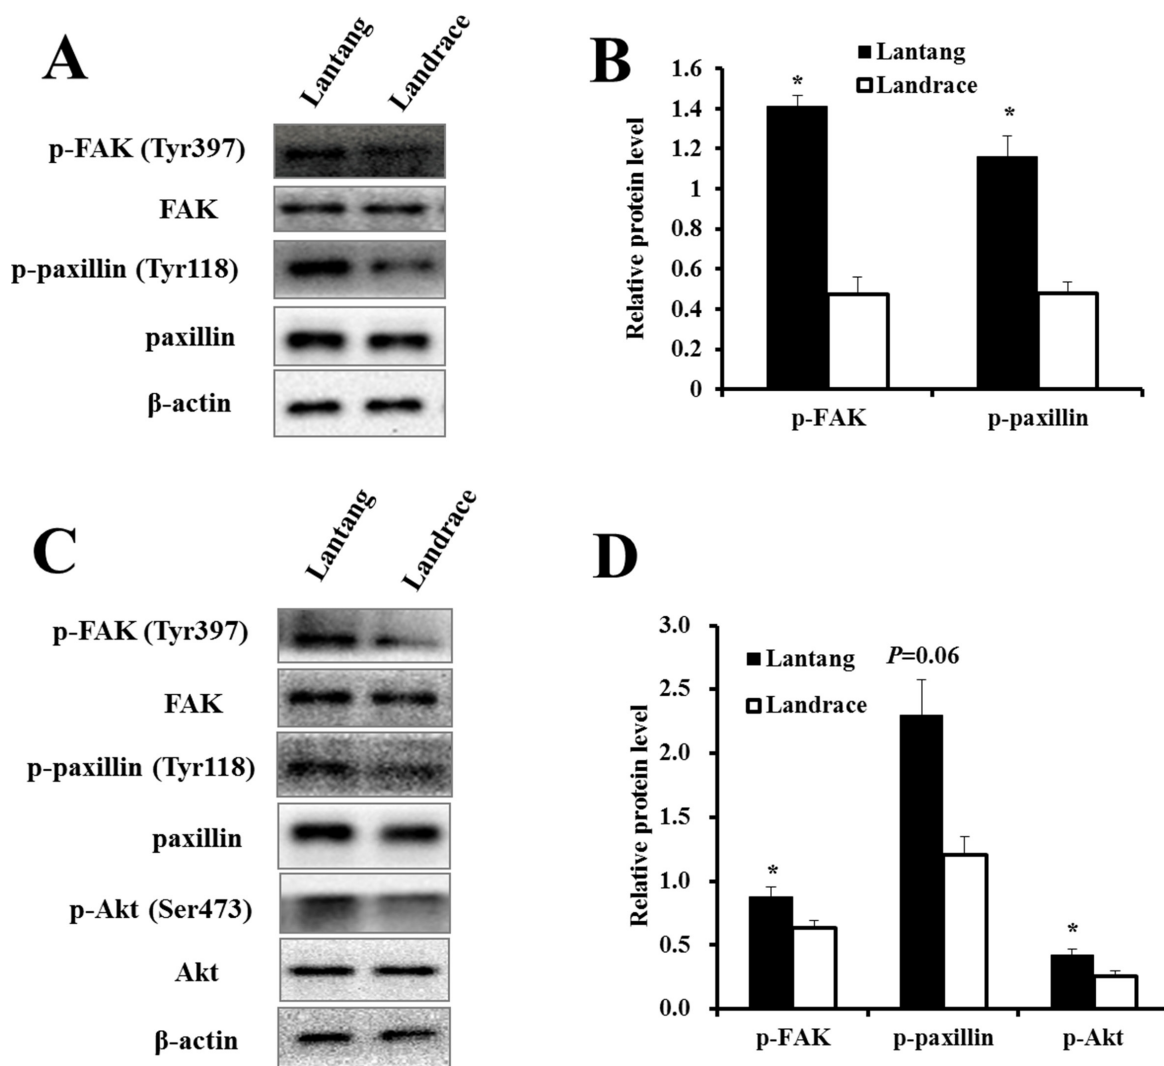 A
Lantang
Landrace
p-FAK (Tyr397)
FAK
p-paxillin (Tyr118)
paxillin
β-actin
B
Lantang
Landrace
Relative protein level
1.6
1.4
1.2
1
0.8
0.6
0.4
0.2
0
*
*
p-FAK
p-paxillin
C
Lantang
Landrace
p-FAK (Tyr397)
FAK
p-paxillin (Tyr118)
paxillin
p-Akt (Ser473)
Akt
β-actin
D
Lantang
Landrace
P=0.06
Relative protein level
3.0
2.5
2.0
1.5
1.0
0.5
0.0
*
*
p-FAK
p-paxillin
p-Akt